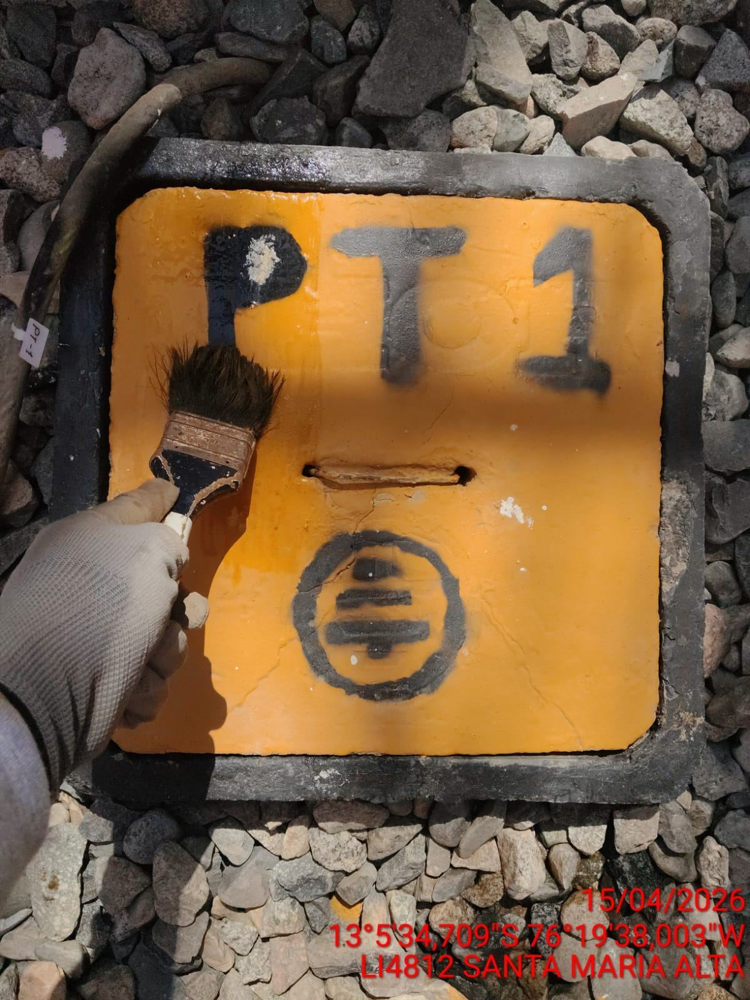 PT1
PT-1
15/04/2026
13°5'34,709"S 76°19'38,003"W
LI4812 SANTA MARIA ALTA